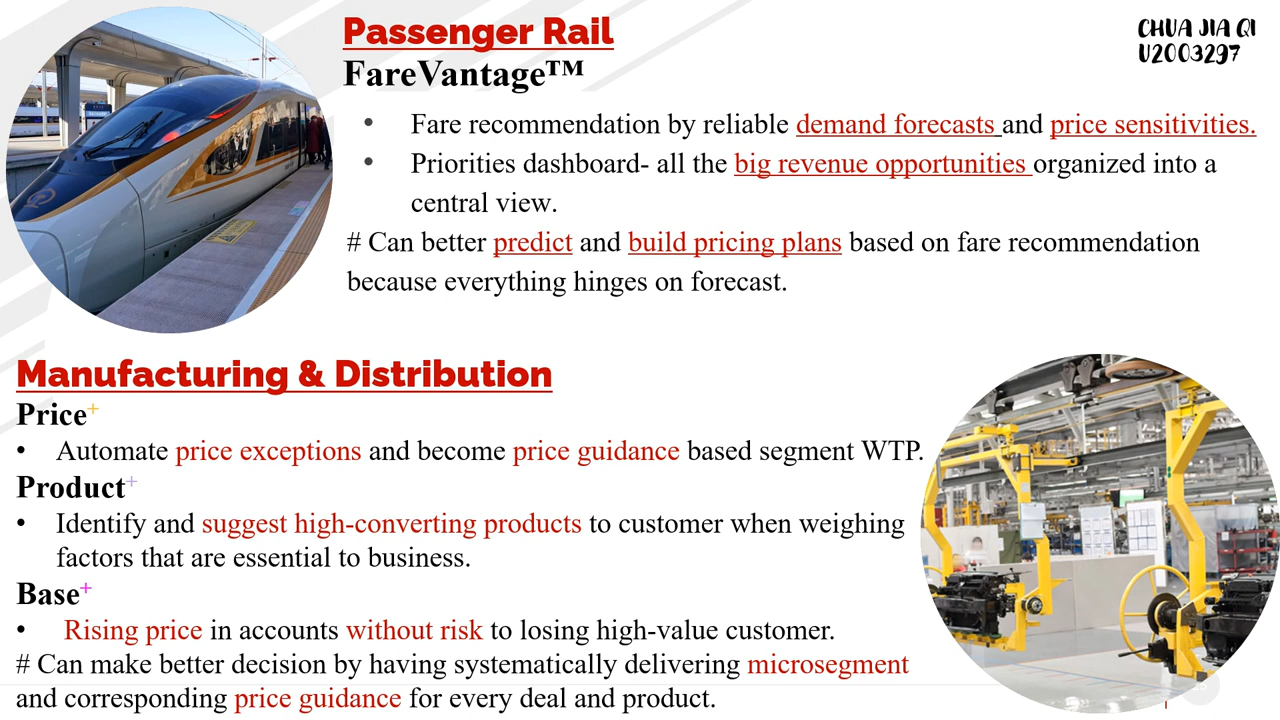 Passenger Rail
CHUA JIA QI
U2003297
FareVantage™
• Fare recommendation by reliable demand forecasts and price sensitivities.
• Priorities dashboard- all the big revenue opportunities organized into a
central view.
# Can better predict and build pricing plans based on fare recommendation
because everything hinges on forecast.
Manufacturing & Distribution
Price+
• Automate price exceptions and become price guidance based segment WTP.
Product+
• Identify and suggest high-converting products to customer when weighing
factors that are essential to business.
Base+
• Rising price in accounts without risk to losing high-value customer.
# Can make better decision by having systematically delivering microsegment
and corresponding price guidance for every deal and product.